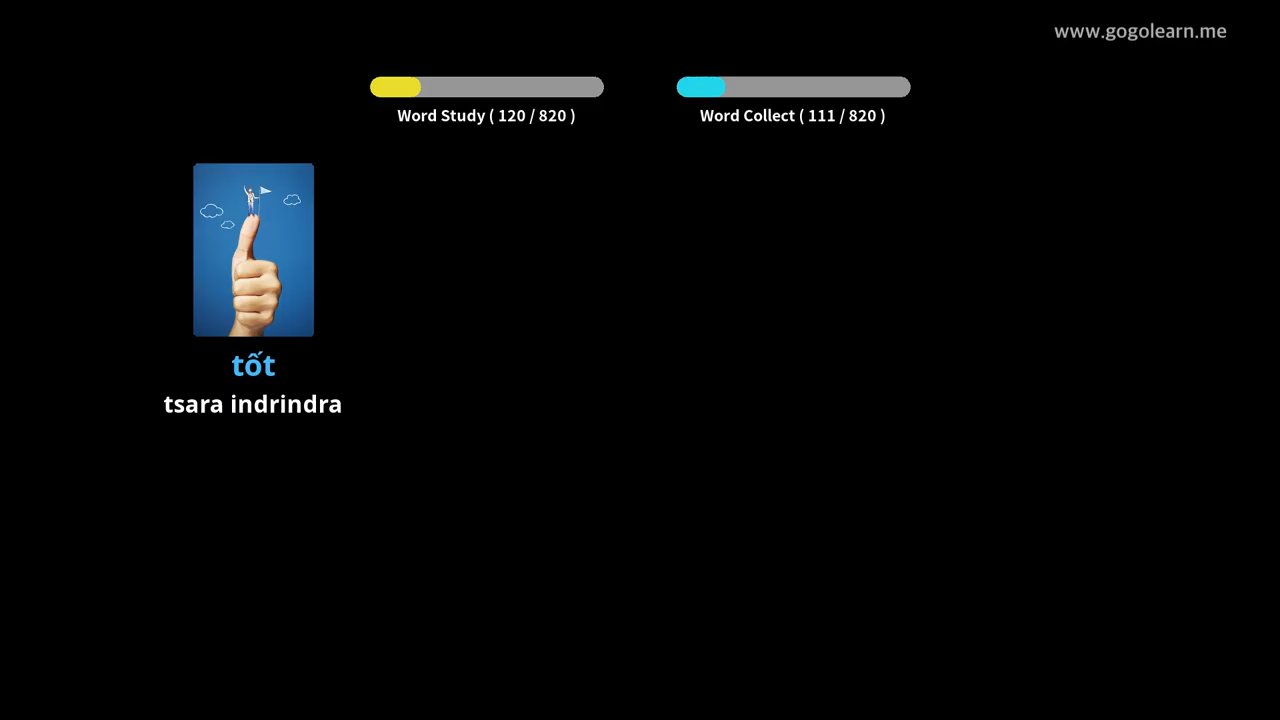 www.gogolearn.me
Word Study ( 120 / 820 )
Word Collect ( 111 / 820 )
tốt
tsara indrindra